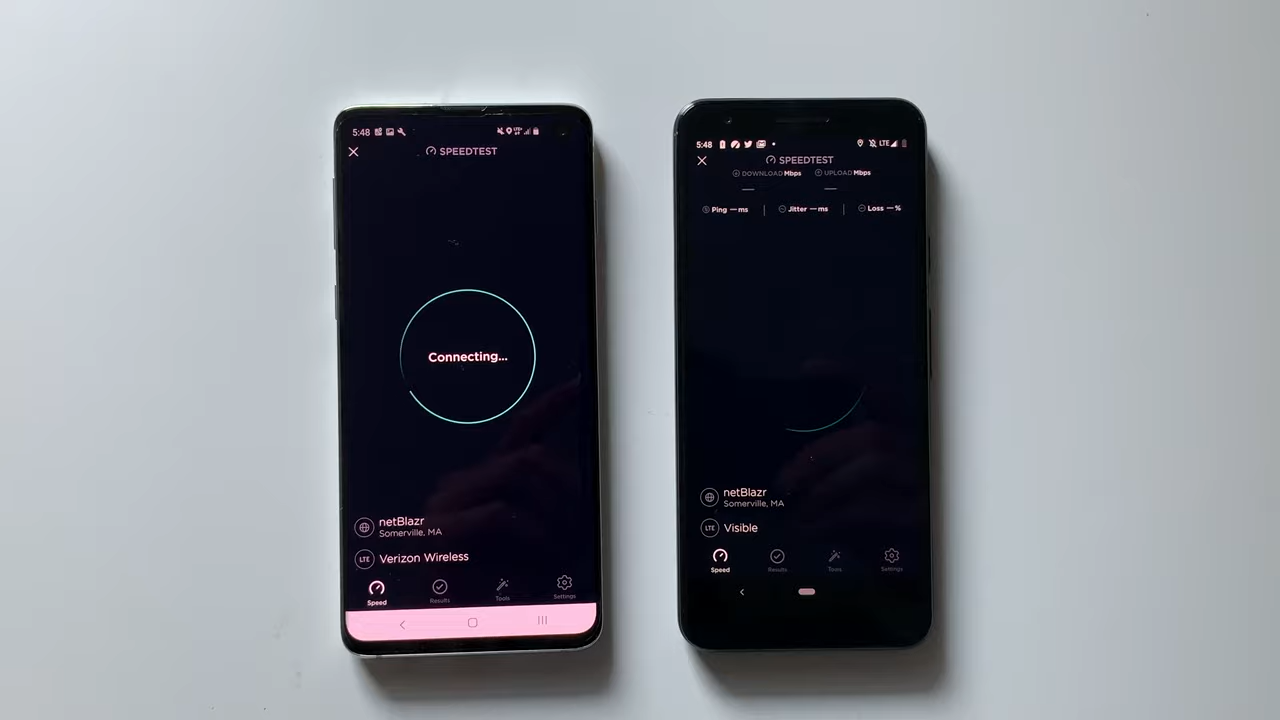 5:48
SPEEDTEST
Connecting...
netBlazr
Somerville, MA
LTE Verizon Wireless
Speed Results Tools Settings
5:48 LTE
SPEEDTEST
DOWNLOAD Mbps UPLOAD Mbps
Ping — ms Jitter — ms Loss — %
netBlazr
Somerville, MA
LTE Visible
Speed Results Tools Settings